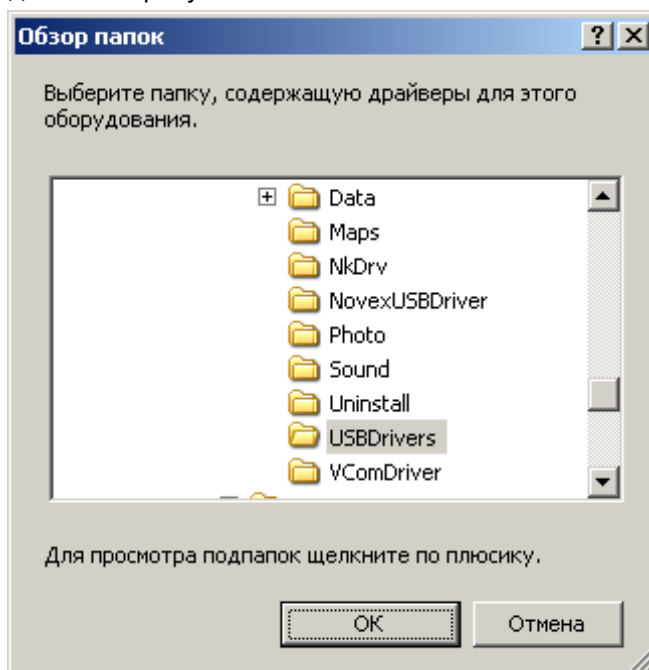 Обзор папок
Выберите папку, содержащую драйверы для этого
оборудования.
Data
Maps
NkDrv
NovexUSBDriver
Photo
Sound
Uninstall
USBDrivers
VComDriver
Для просмотра подпапок щелкните по плюсику.
ОК
Отмена